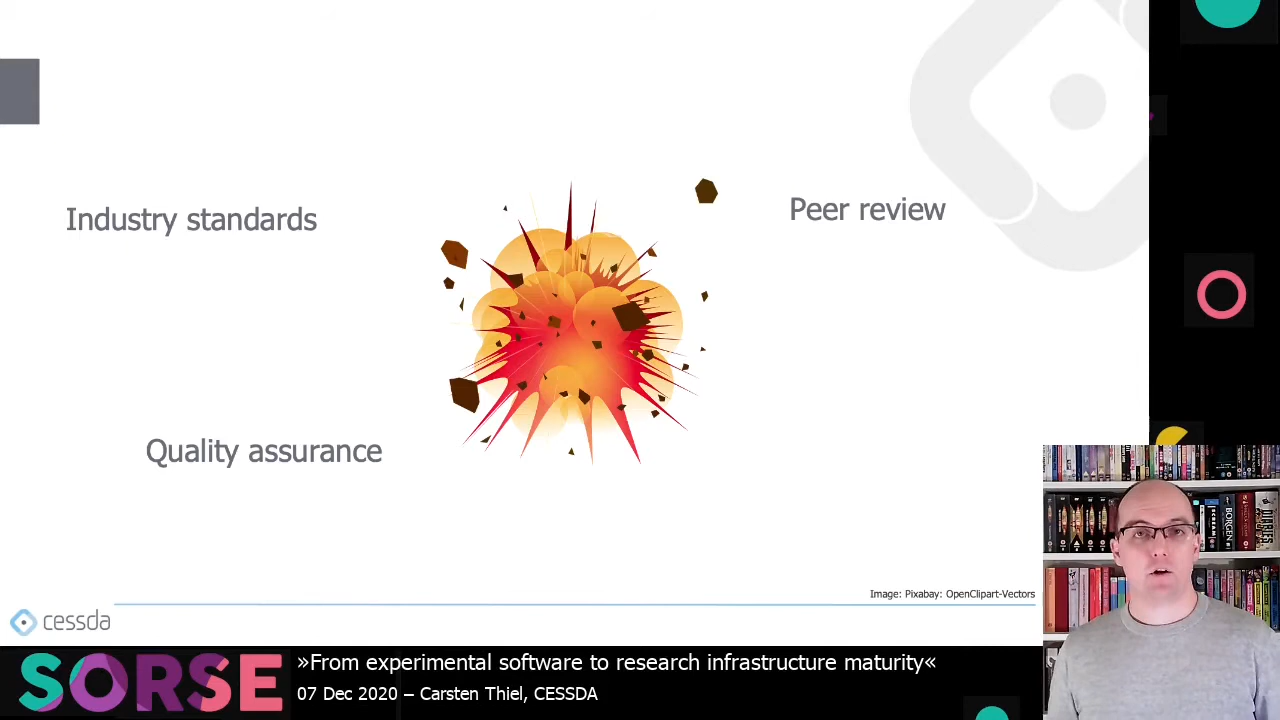 Industry standards
Peer review
Quality assurance
Image: Pixabay: OpenClipart-Vectors
cessda
SORSE
»From experimental software to research infrastructure maturity«
07 Dec 2020 – Carsten Thiel, CESSDA
BORGEN